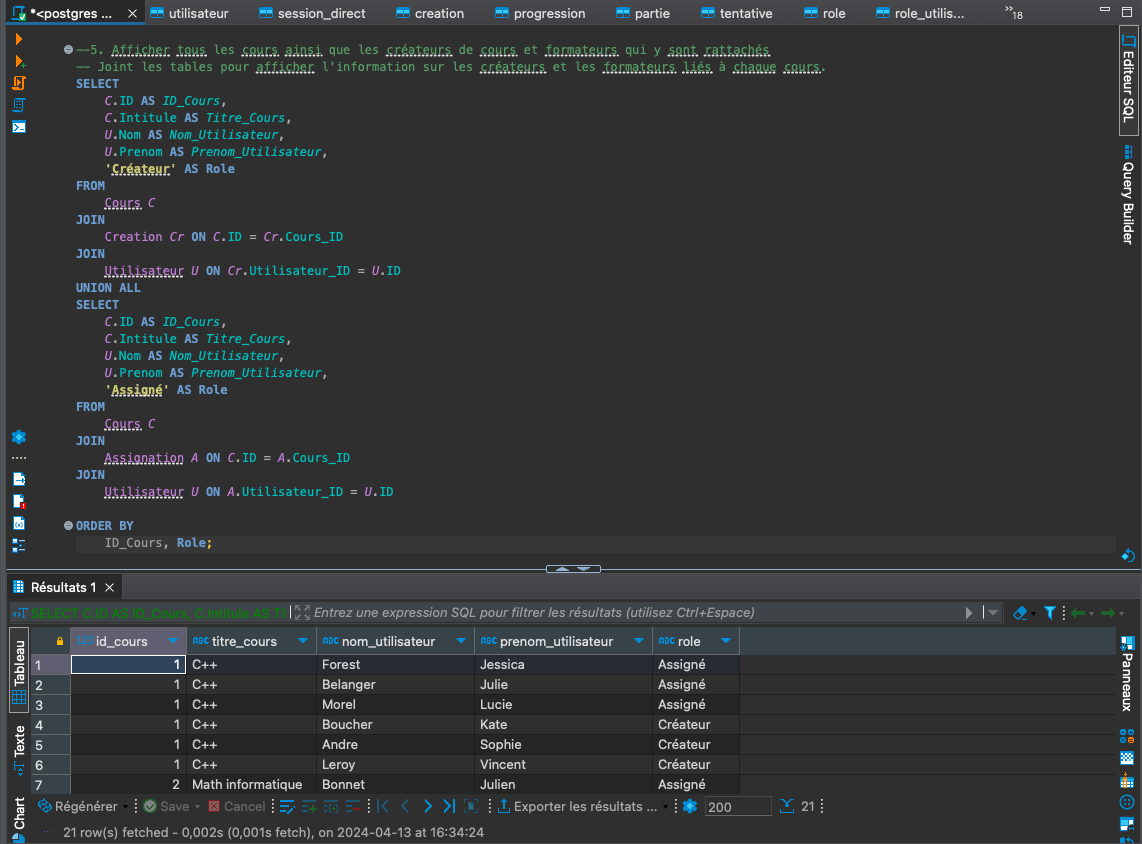 *<postgres ...
utilisateur
session_direct
creation
progression
partie
tentative
role
role_utilis...
»18
--5. Afficher tous les cours ainsi que les créateurs de cours et formateurs qui y sont rattachés
-- Joint les tables pour afficher l'information sur les créateurs et les formateurs liés à chaque cours.
SELECT
C.ID AS ID_Cours,
C.Intitule AS Titre_Cours,
U.Nom AS Nom_Utilisateur,
U.Prenom AS Prenom_Utilisateur,
'Créateur' AS Role
FROM
Cours C
JOIN
Creation Cr ON C.ID = Cr.Cours_ID
JOIN
Utilisateur U ON Cr.Utilisateur_ID = U.ID
UNION ALL
SELECT
C.ID AS ID_Cours,
C.Intitule AS Titre_Cours,
U.Nom AS Nom_Utilisateur,
U.Prenom AS Prenom_Utilisateur,
'Assigné' AS Role
FROM
Cours C
JOIN
Assignation A ON C.ID = A.Cours_ID
JOIN
Utilisateur U ON A.Utilisateur_ID = U.ID
ORDER BY
ID_Cours, Role;
Editeur SQL
Query Builder
Résultats 1
SELECT C.ID AS ID_Cours, C.Intitule AS Ti
Entrez une expression SQL pour filtrer les résultats (utilisez Ctrl+Espace)
Tableau
Texte
Chart
Panneaux
123 id_cours ABC titre_cours ABC nom_utilisateur ABC prenom_utilisateur ABC role
1 1 C++ Forest Jessica Assigné
2 1 C++ Belanger Julie Assigné
3 1 C++ Morel Lucie Assigné
4 1 C++ Boucher Kate Créateur
5 1 C++ Andre Sophie Créateur
6 1 C++ Leroy Vincent Créateur
7 2 Math informatique Bonnet Julien Assigné
Régénérer Save Cancel Exporter les résultats ... 200 21
21 row(s) fetched - 0,002s (0,001s fetch), on 2024-04-13 at 16:34:24